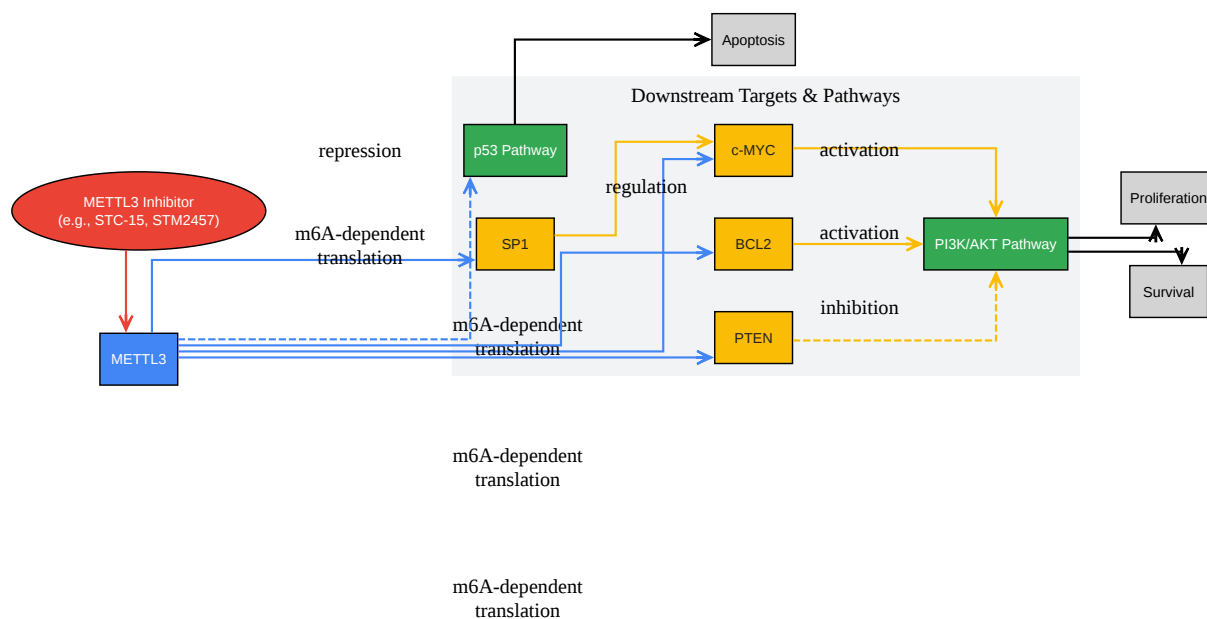 Apoptosis
Downstream Targets & Pathways
p53 Pathway
c-MYC
repression
activation
regulation
METTL3 Inhibitor
(e.g., STC-15, STM2457)
Proliferation
m6A-dependent
translation
SP1
BCL2
activation
PI3K/AKT Pathway
Survival
inhibition
m6A-dependent
translation
PTEN
METTL3
m6A-dependent
translation
m6A-dependent
translation